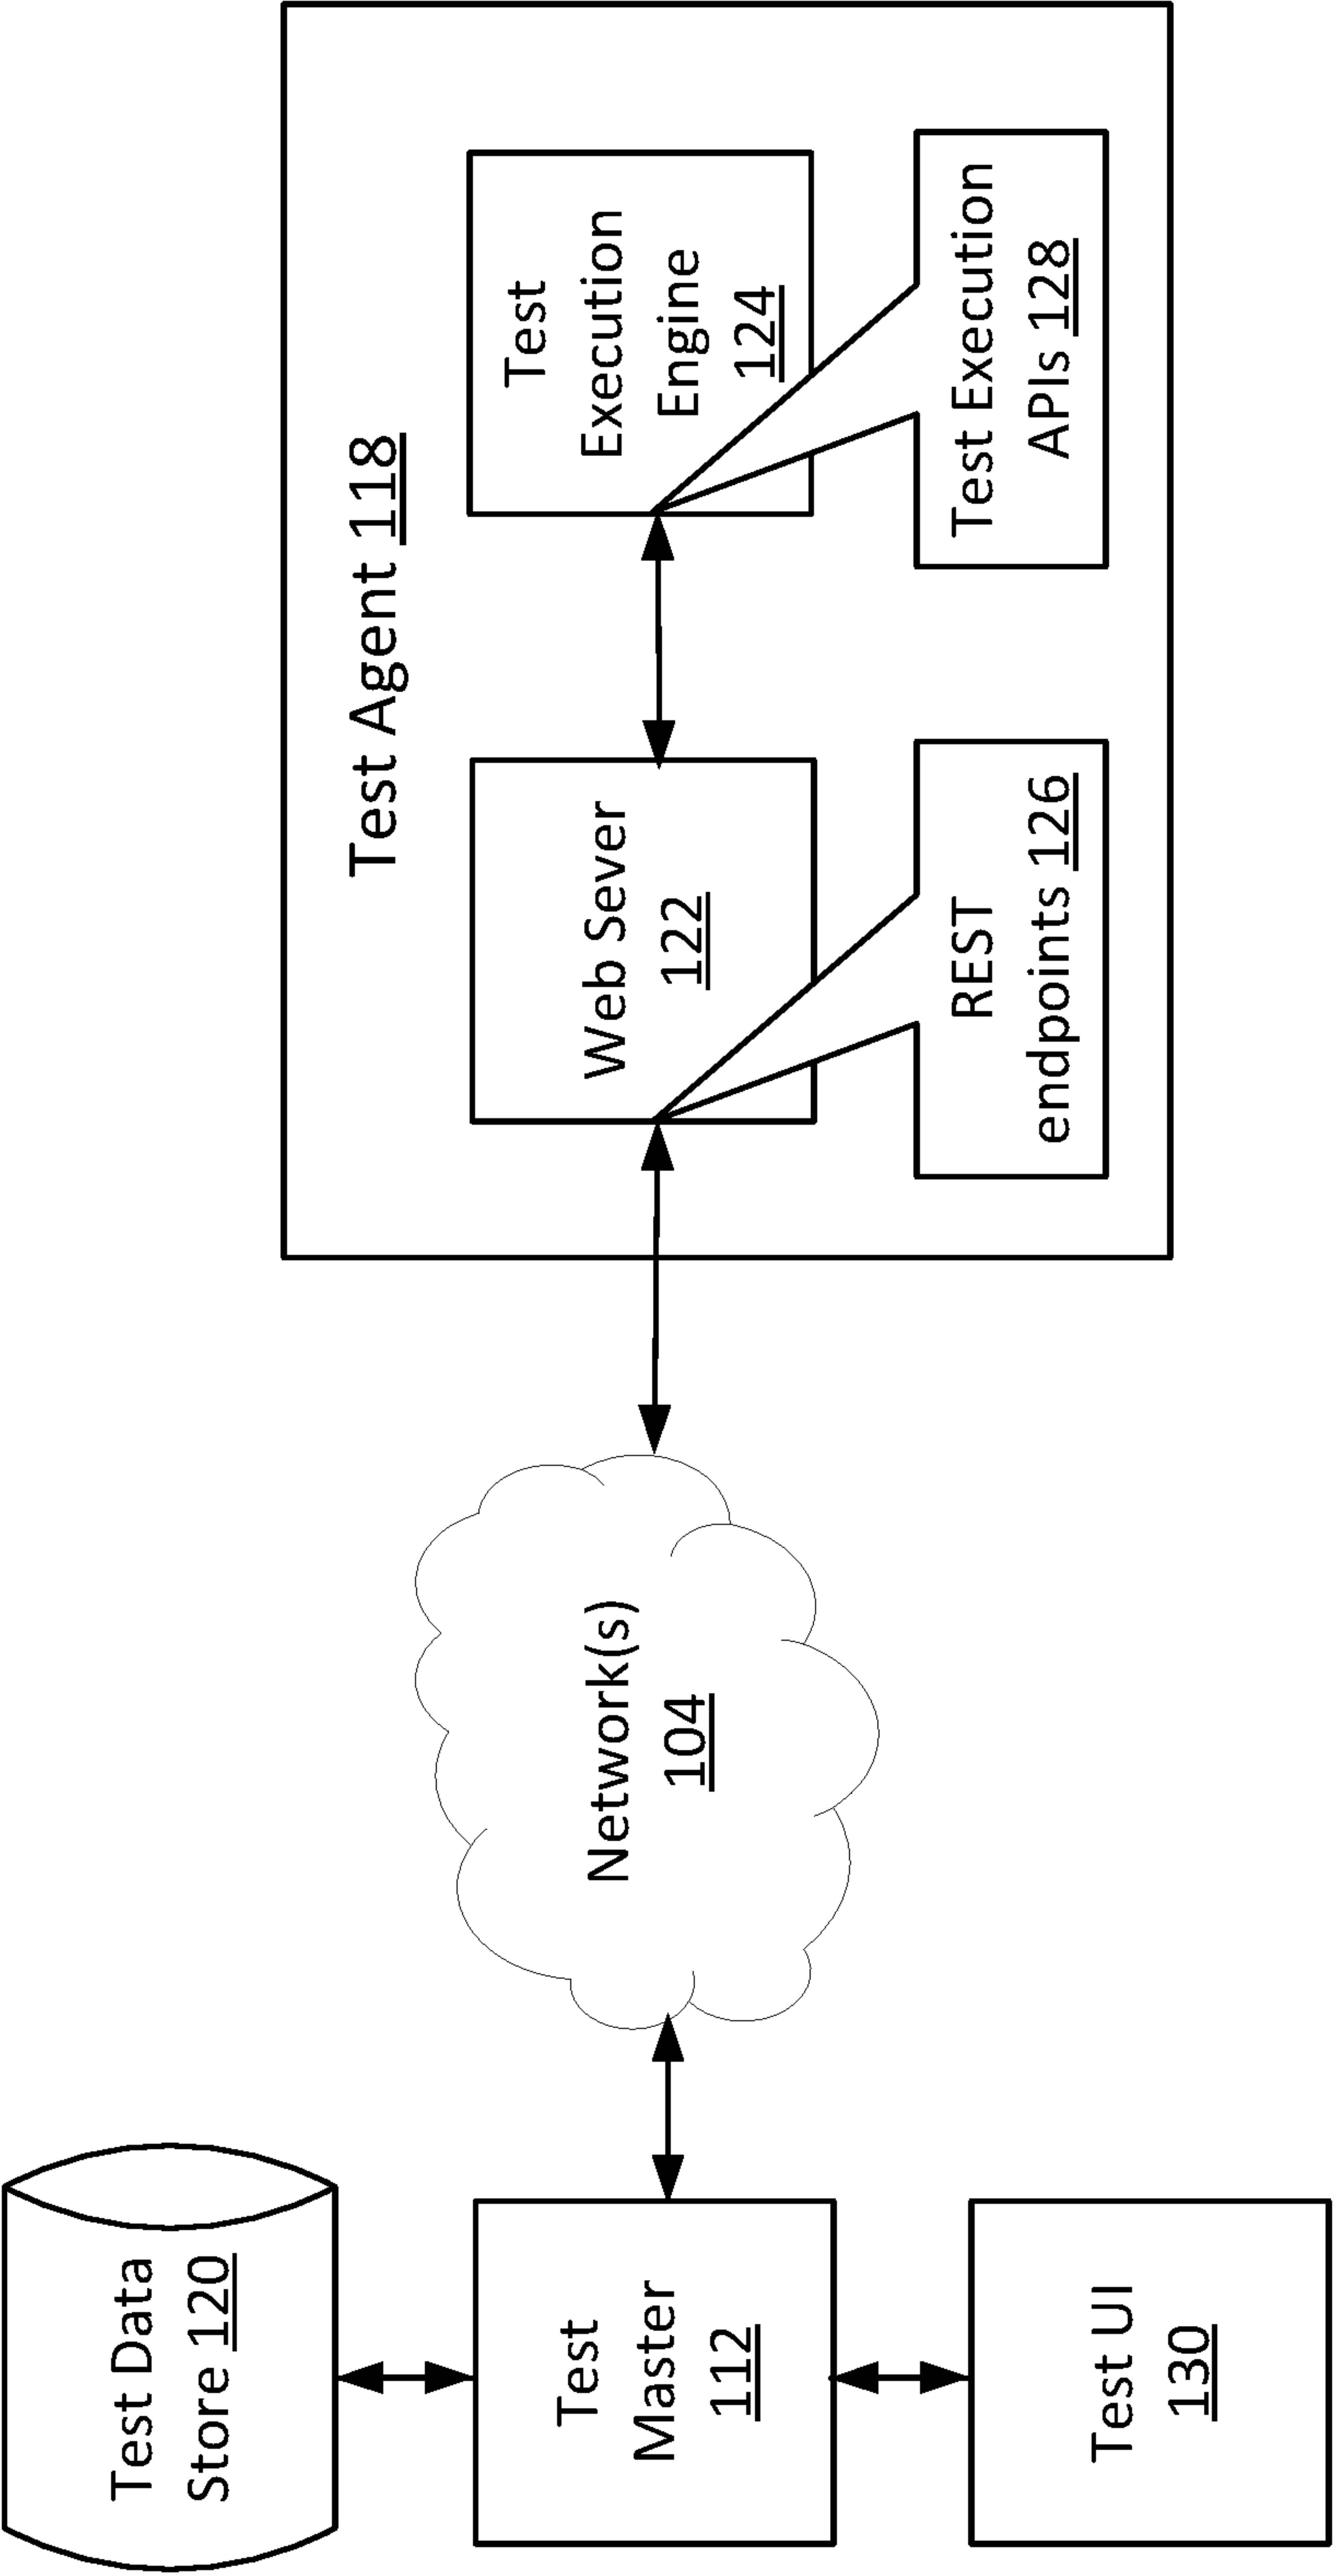 Test Data
Store 120
Test
Master
112
Test UI
130
Network(s)
104
Test Agent 118
Web Sever
122
REST
endpoints 126
Test
Execution
Engine
124
Test Execution
APIs 128